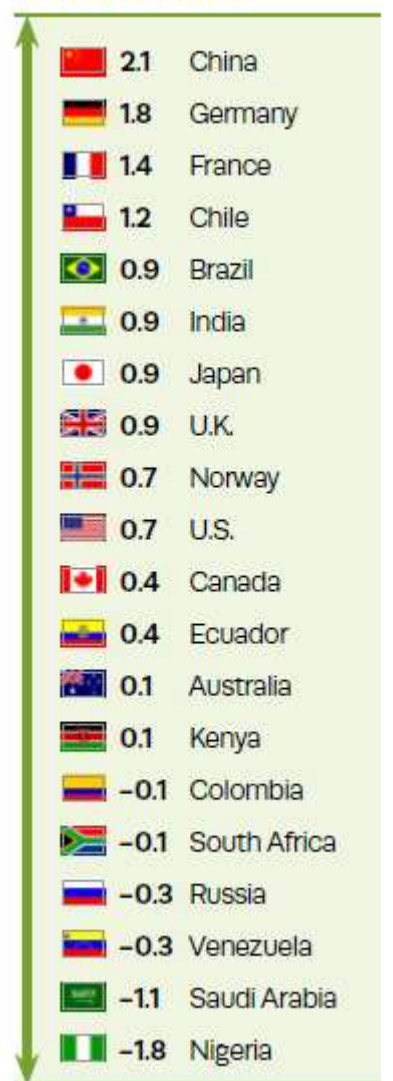 2.1 China
1.8 Germany
1.4 France
1.2 Chile
0.9 Brazil
0.9 India
0.9 Japan
0.9 U.K.
0.7 Norway
0.7 U.S.
0.4 Canada
0.4 Ecuador
0.1 Australia
0.1 Kenya
–0.1 Colombia
–0.1 South Africa
–0.3 Russia
–0.3 Venezuela
–1.1 Saudi Arabia
–1.8 Nigeria